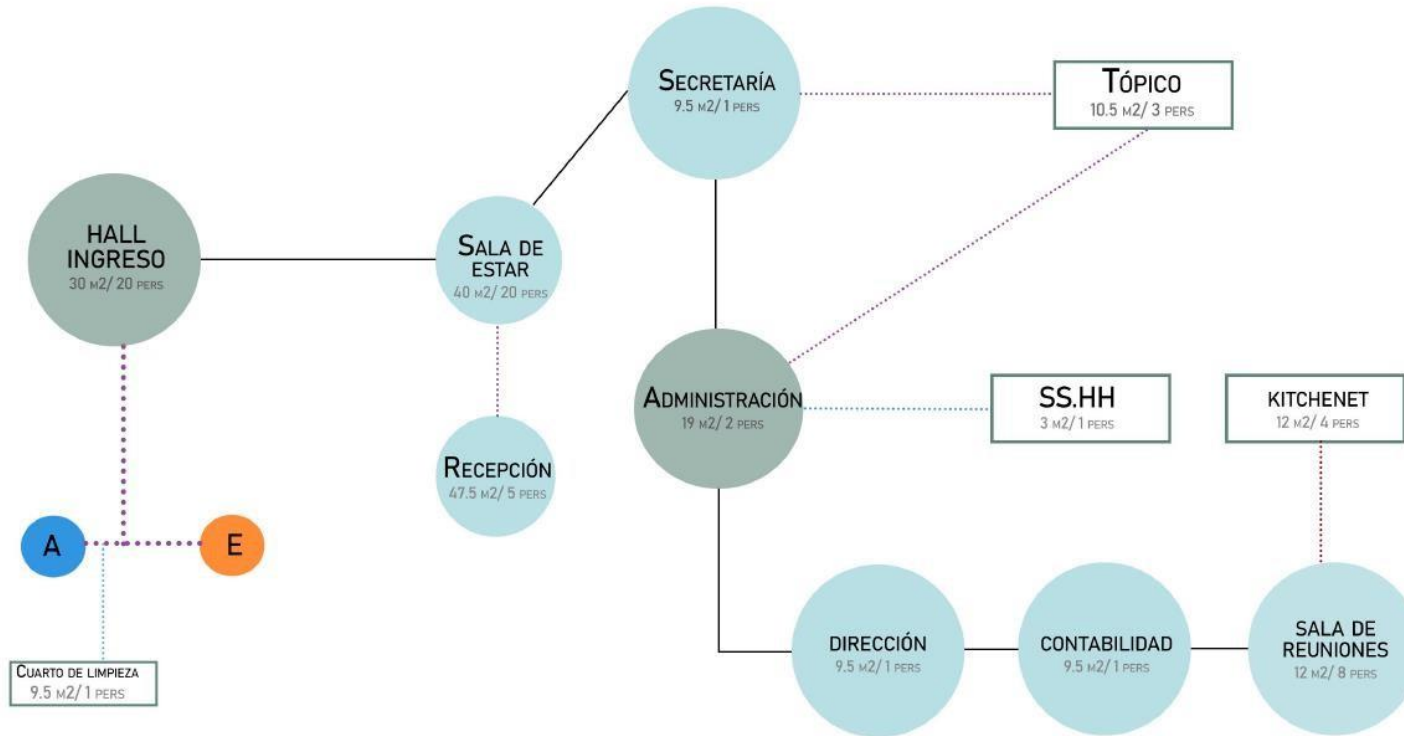 SECRETARÍA
9.5 M2/ 1 PERS
TÓPICO
10.5 M2/ 3 PERS
HALL
INGRESO
30 M2/ 20 PERS
SALA DE
ESTAR
40 M2/ 20 PERS
ADMINISTRACIÓN
19 M2/ 2 PERS
SS.HH
3 M2/ 1 PERS
KITCHENET
12 M2/ 4 PERS
RECEPCIÓN
47.5 M2/ 5 PERS
A
E
CUARTO DE LIMPIEZA
9.5 M2/ 1 PERS
DIRECCIÓN
9.5 M2/ 1 PERS
CONTABILIDAD
9.5 M2/ 1 PERS
SALA DE
REUNIONES
12 M2/ 8 PERS